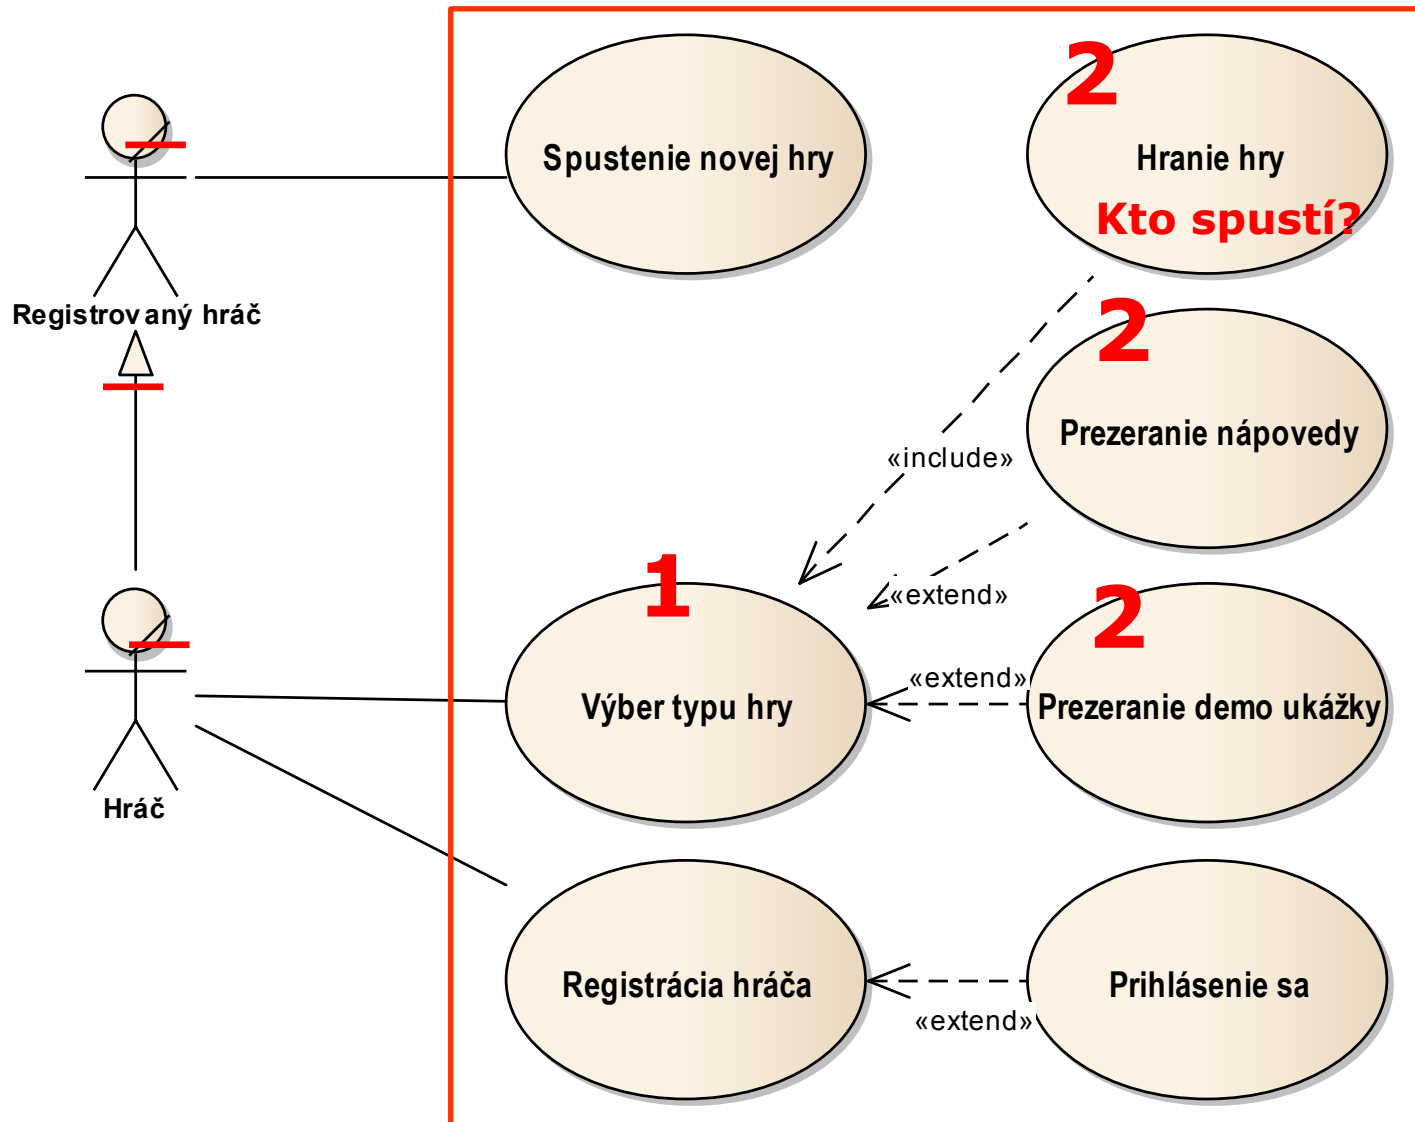 Spustenie novej hry
2
Hranie hry
Kto spustí?
Registrovaný hráč
2
Prezeranie nápovedy
«include»
«extend»
1
Výber typu hry
«extend»
2
Prezeranie demo ukážky
Hráč
Registrácia hráča
«extend»
Prihlásenie sa